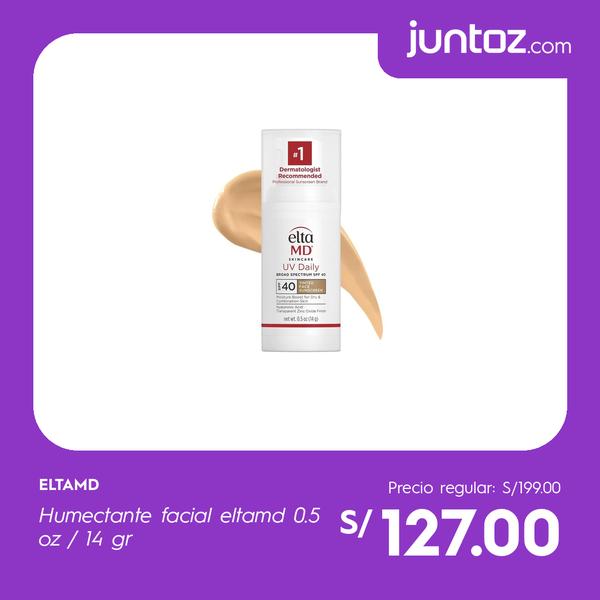 juntoz.com
#1
Dermatologist
Recommended
Professional Sunscreen Brand
elta
MD
SKINCARE
UV Daily
BROAD SPECTRUM SPF 40
SPF 40 TINTED
FACE
SUNSCREEN
Moisture Boost for Dry &
Combination Skin
Hyaluronic Acid
Transparent Zinc Oxide Finish
net wt. 0.5 oz (14 g)
ELTAMD
Humectante facial eltamd 0.5
oz / 14 gr
Precio regular: S/199.00
S/ 127.00